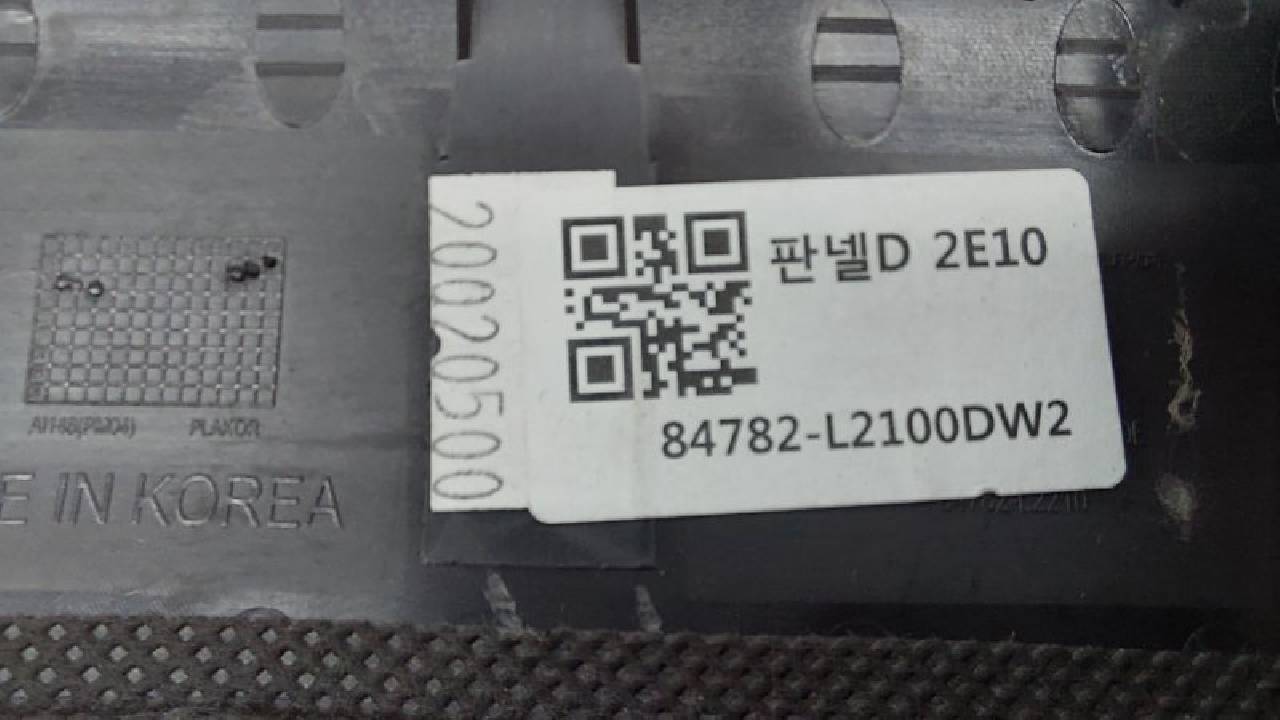 판넬D 2E10
84782-L2100DW2
20020500
PLAKOR
E IN KOREA